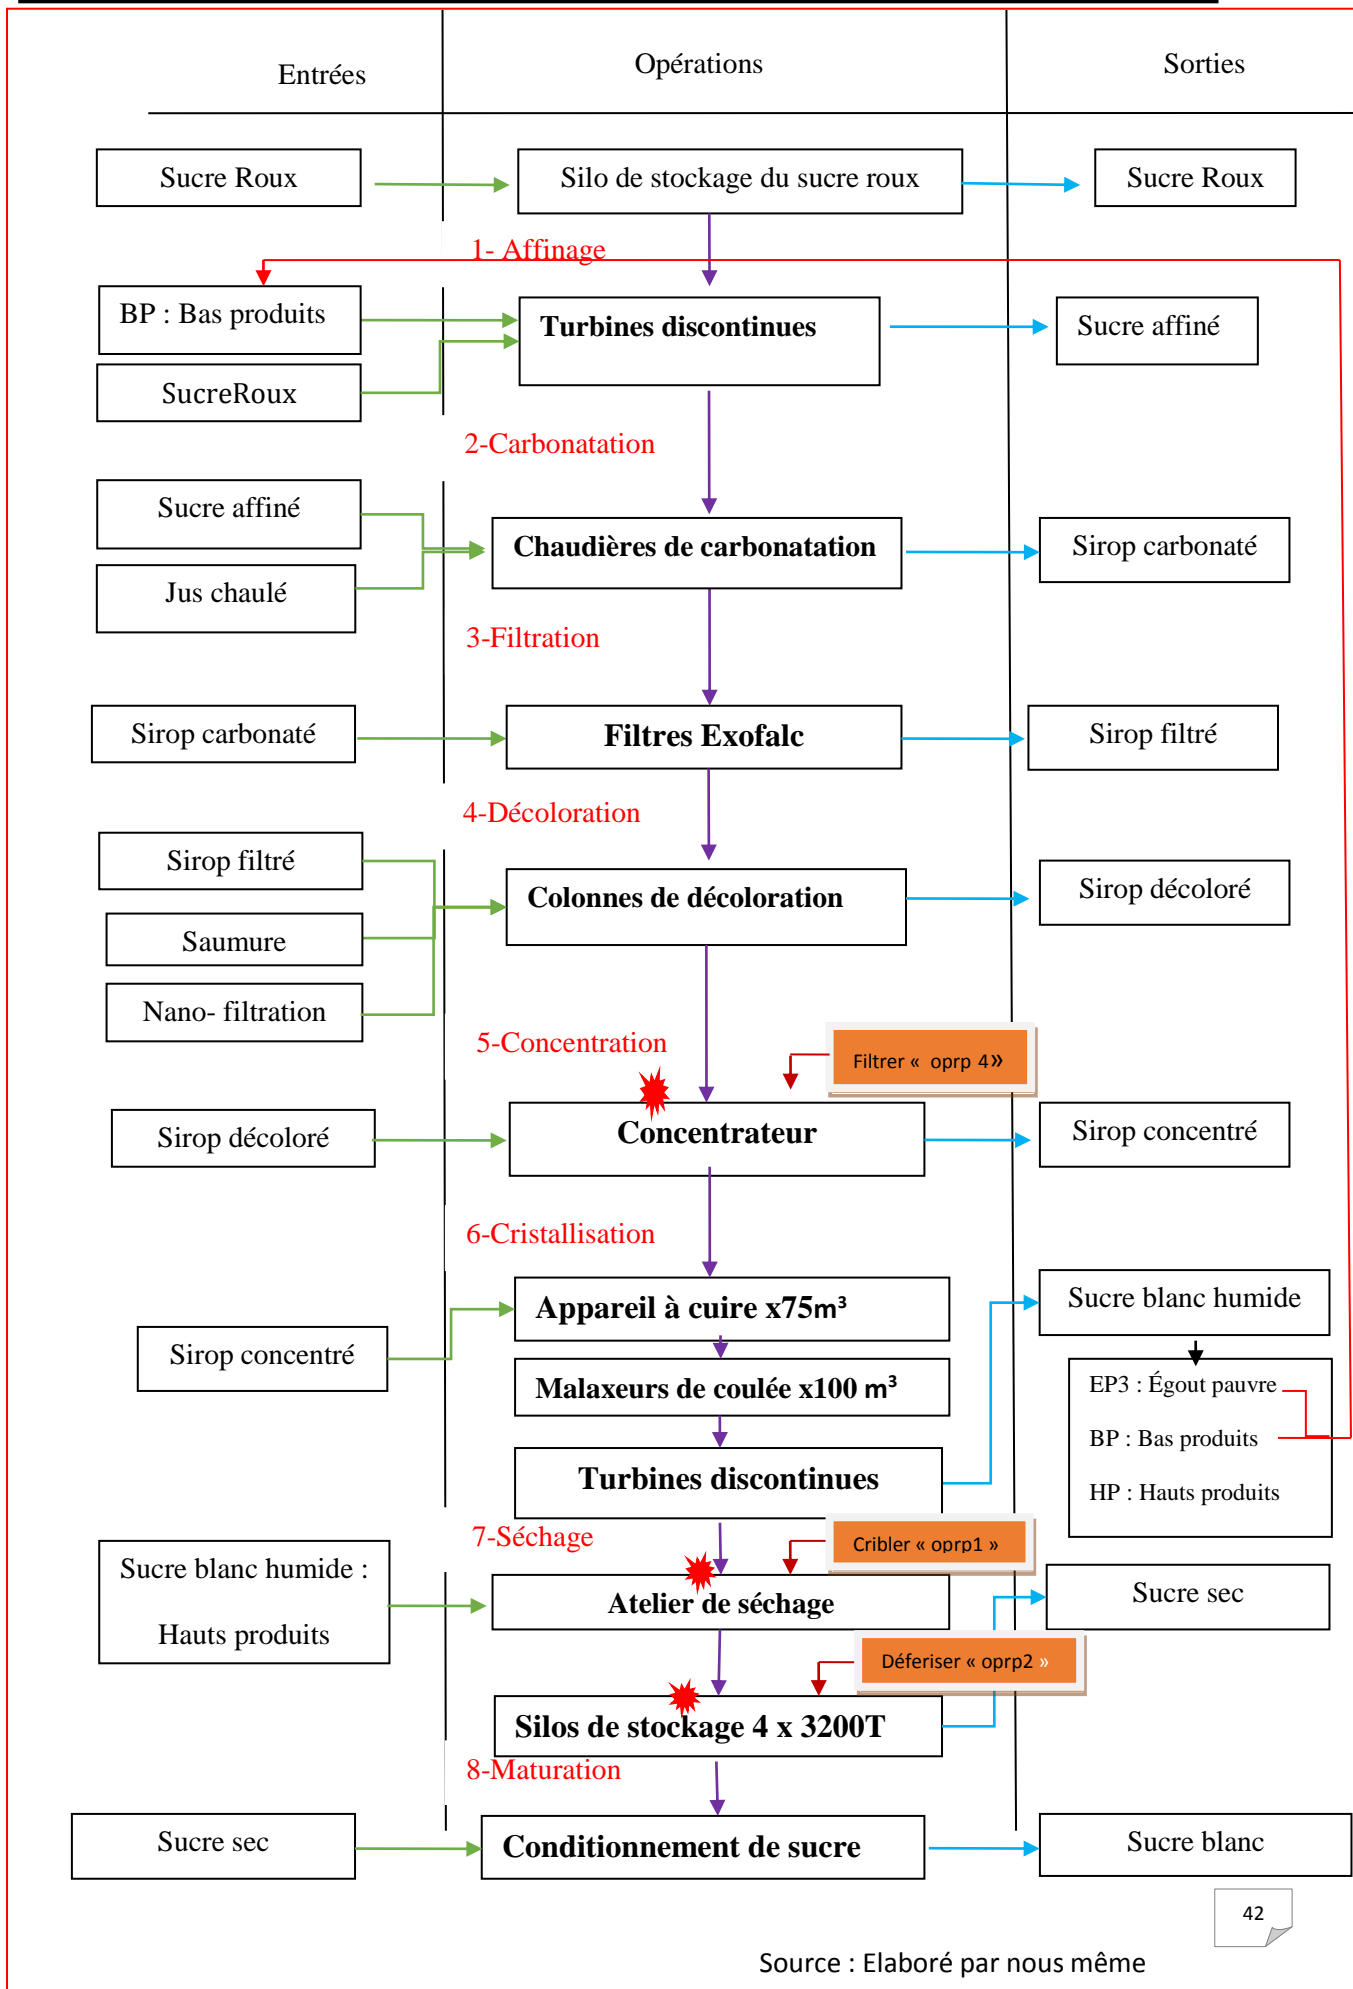 Entrées
Opérations
Sorties
Sucre Roux
Silo de stockage du sucre roux
Sucre Roux
1- Affinage
BP : Bas produits
SucreRoux
Turbines discontinues
Sucre affiné
2-Carbonatation
Sucre affiné
Jus chaulé
Chaudières de carbonatation
Sirop carbonaté
3-Filtration
Sirop carbonaté
Filtres Exofalc
Sirop filtré
4-Décoloration
Sirop filtré
Saumure
Nano- filtration
Colonnes de décoloration
Sirop décoloré
5-Concentration
Filtrer « oprp 4»
Sirop décoloré
Concentrateur
Sirop concentré
6-Cristallisation
Sirop concentré
Appareil à cuire x75m³
Malaxeurs de coulée x100 m³
Turbines discontinues
Sucre blanc humide
EP3 : Égout pauvre
BP : Bas produits
HP : Hauts produits
7-Séchage
Cribler « oprp1 »
Sucre blanc humide :
Hauts produits
Atelier de séchage
Sucre sec
Déferiser « oprp2 »
Silos de stockage 4 x 3200T
8-Maturation
Sucre sec
Conditionnement de sucre
Sucre blanc
42
Source : Elaboré par nous même